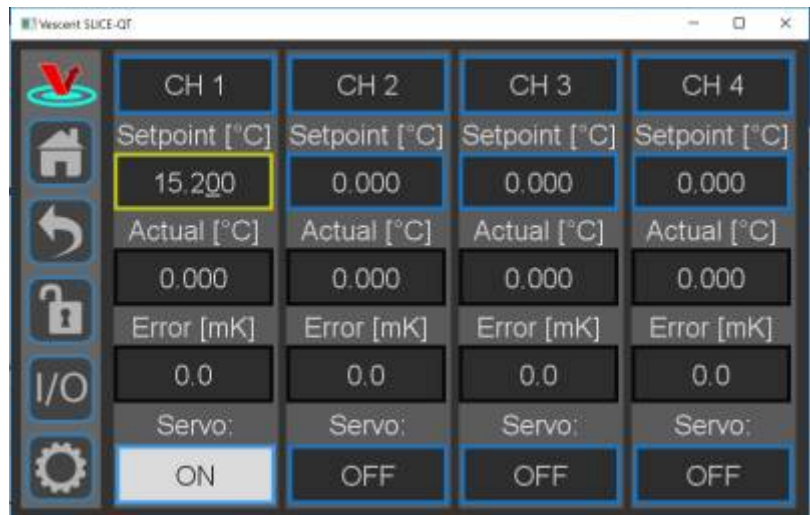 Vescent SLICE-QT
CH 1 CH 2 CH 3 CH 4
Setpoint [°C] Setpoint [°C] Setpoint [°C] Setpoint [°C]
15.200 0.000 0.000 0.000
Actual [°C] Actual [°C] Actual [°C] Actual [°C]
0.000 0.000 0.000 0.000
Error [mK] Error [mK] Error [mK] Error [mK]
I/O 0.0 0.0 0.0 0.0
Servo: Servo: Servo: Servo:
ON OFF OFF OFF